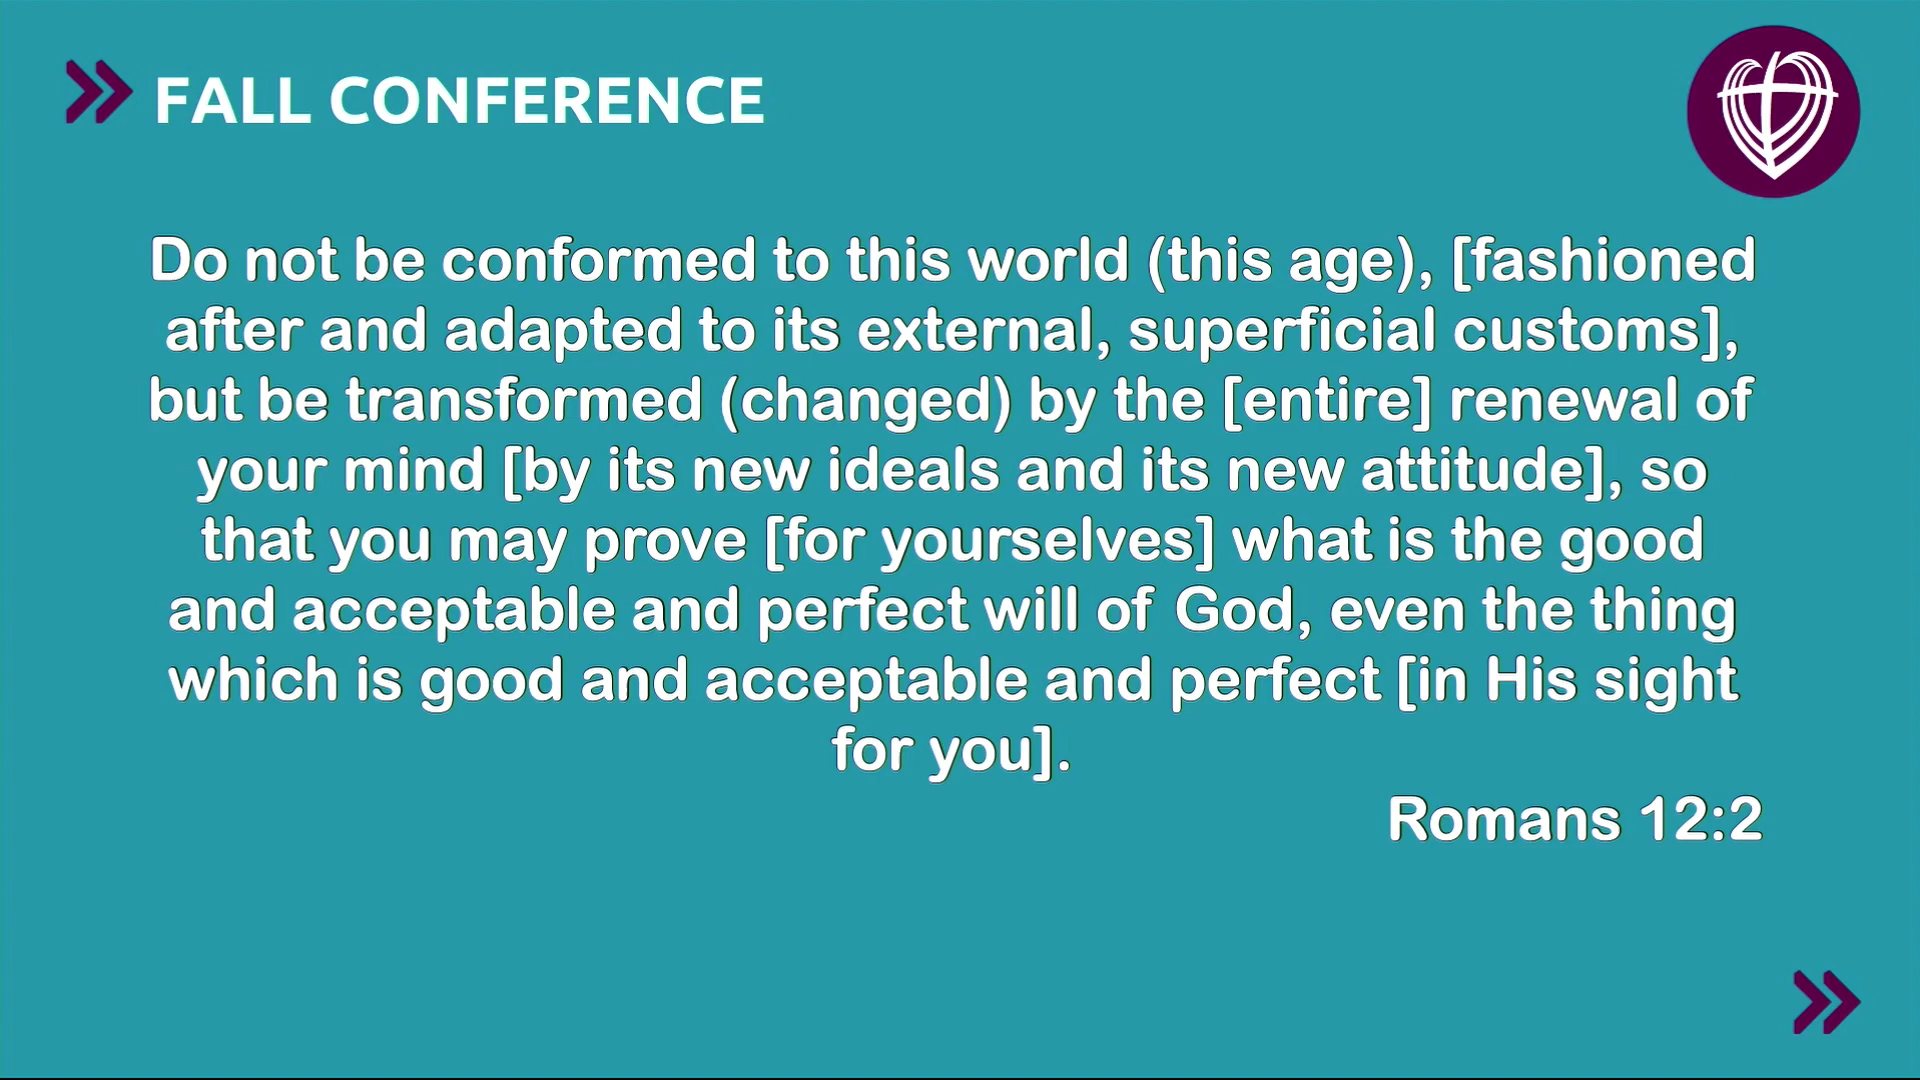 FALL CONFERENCE
Do not be conformed to this world (this age), [fashioned
after and adapted to its external, superficial customs],
but be transformed (changed) by the [entire] renewal of
your mind [by its new ideals and its new attitude], so
that you may prove [for yourselves] what is the good
and acceptable and perfect will of God, even the thing
which is good and acceptable and perfect [in His sight
for you].
Romans 12:2